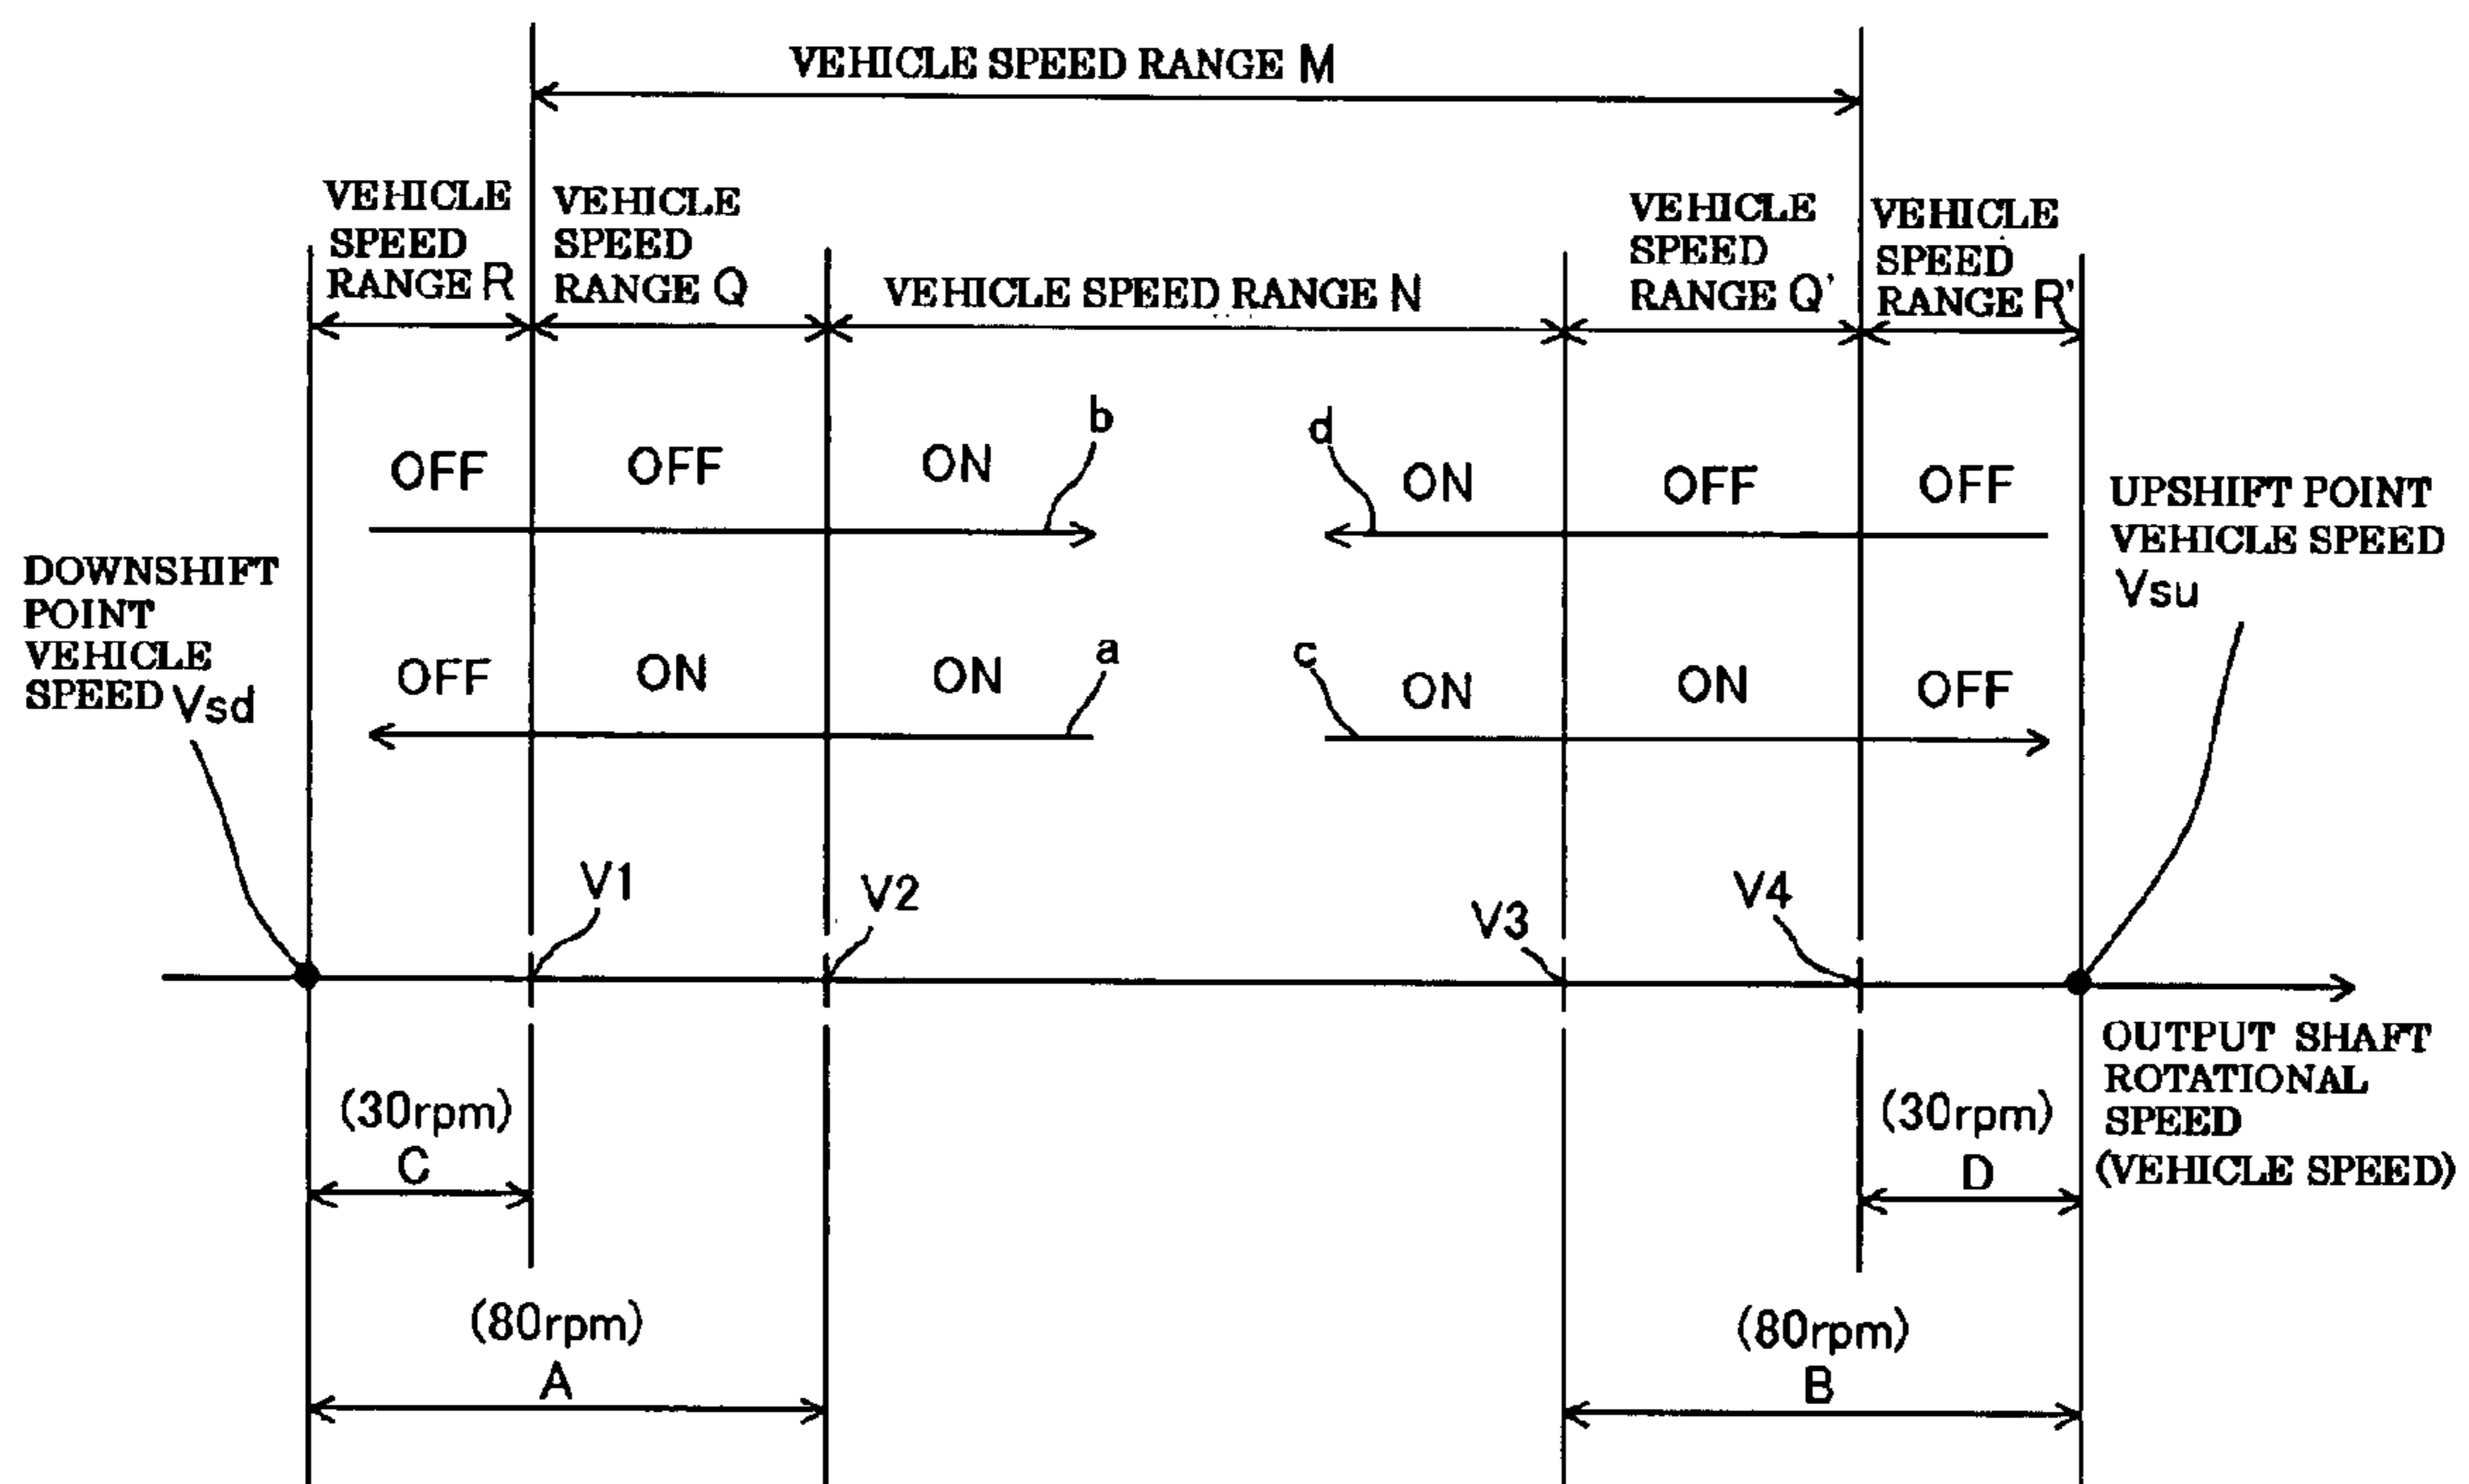 VEHICLE SPEED RANGE M
VEHICLE
SPEED
RANGE R
VEHICLE
SPEED
RANGE Q
VEHICLE SPEED RANGE N
VEHICLE
SPEED
RANGE Q'
VEHICLE
SPEED
RANGE R'
b
d
OFF
OFF
ON
ON
OFF
OFF
UPSHIFT POINT
VEHICLE SPEED
Vsu
DOWNSHIFT
POINT
VEHICLE
SPEED Vsd
a
c
OFF
ON
ON
ON
ON
OFF
V1
V2
V3
V4
OUTPUT SHAFT
ROTATIONAL
SPEED
(VEHICLE SPEED)
(30rpm)
C
(30rpm)
D
(80rpm)
A
(80rpm)
B